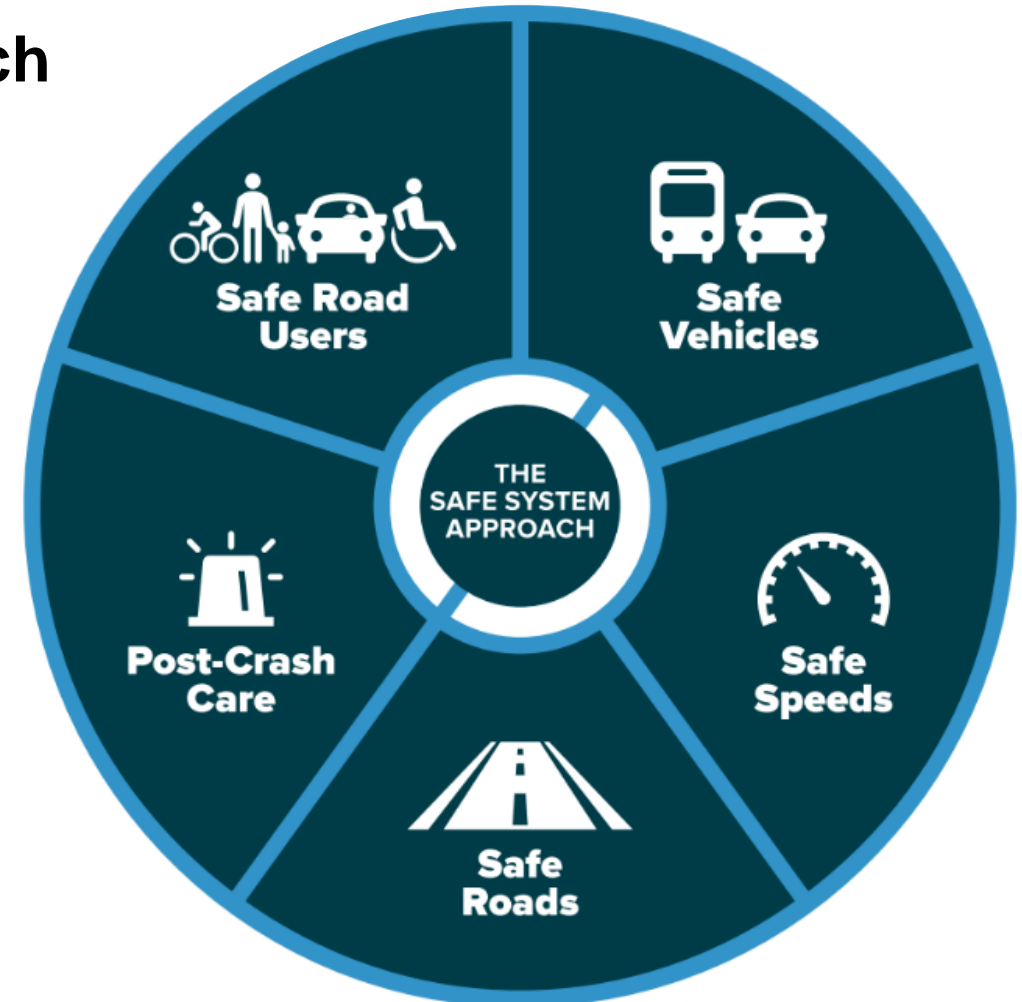 ch
Safe Road
Users
Safe
Vehicles
THE
SAFE SYSTEM
APPROACH
Post-Crash
Care
Safe
Speeds
Safe
Roads